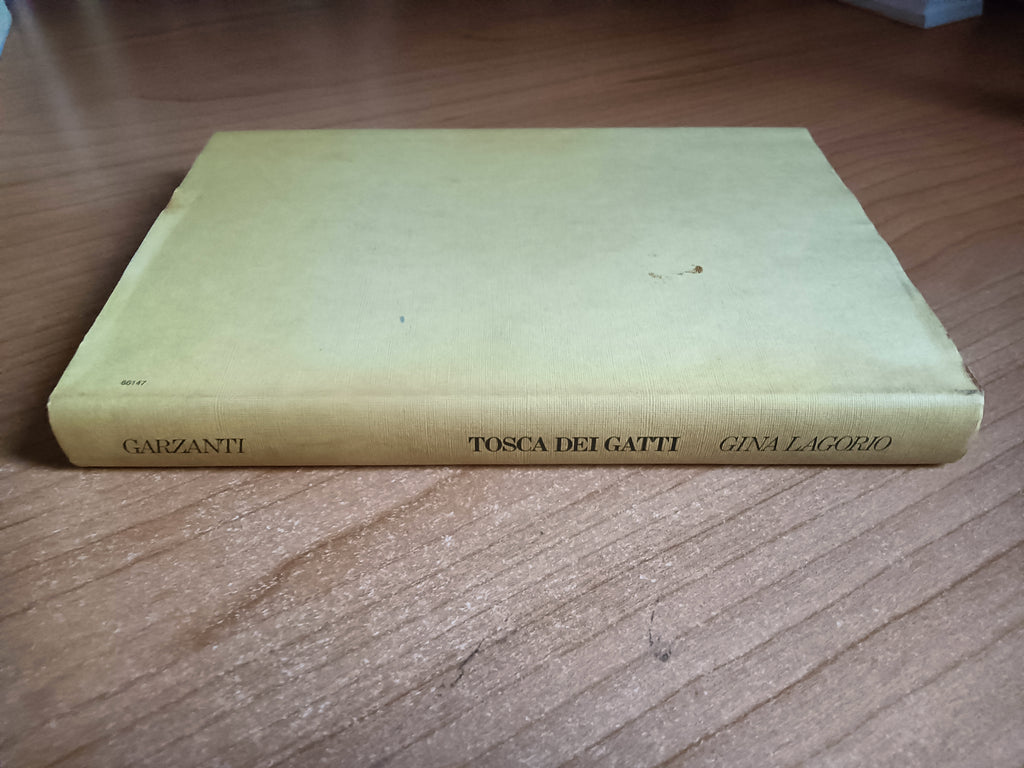 66147
GARZANTI TOSCA DEI GATTI GINA LAGORIO